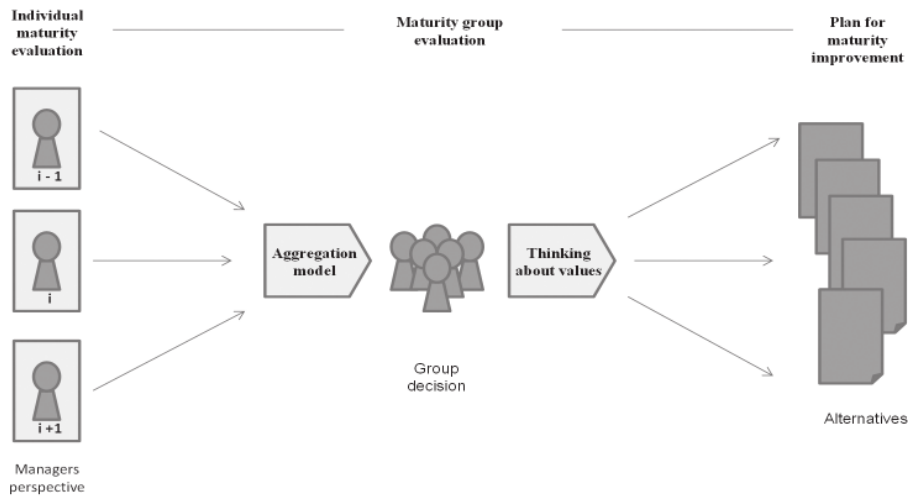 Individual
maturity
evaluation
Maturity group
evaluation
Plan for
maturity
improvement
i - 1
i
i +1
Managers
perspective
Aggregation
model
Group
decision
Thinking
about values
Alternatives